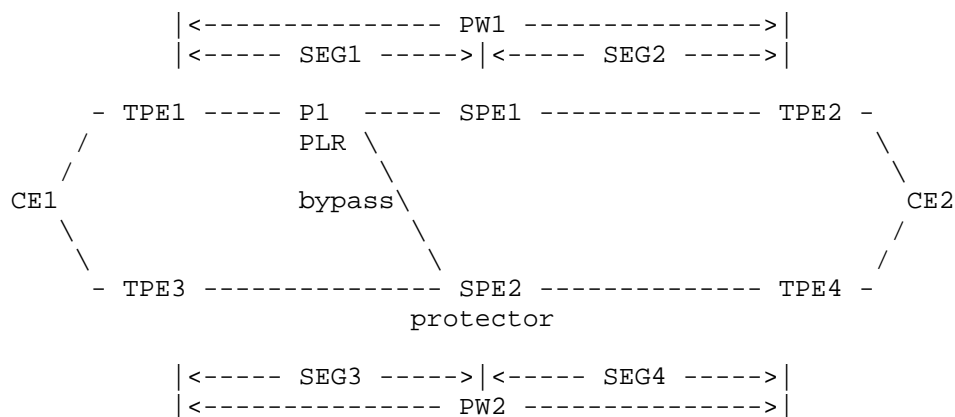 |<--------------- PW1 --------------->|
|<----- SEG1 ----->|<----- SEG2 ----->|
- TPE1 ----- P1 ----- SPE1 -------------- TPE2 -
PLR
CE1 bypass CE2
- TPE3 --------------- SPE2 -------------- TPE4 -
protector
|<----- SEG3 ----->|<----- SEG4 ----->|
|<--------------- PW2 --------------->|